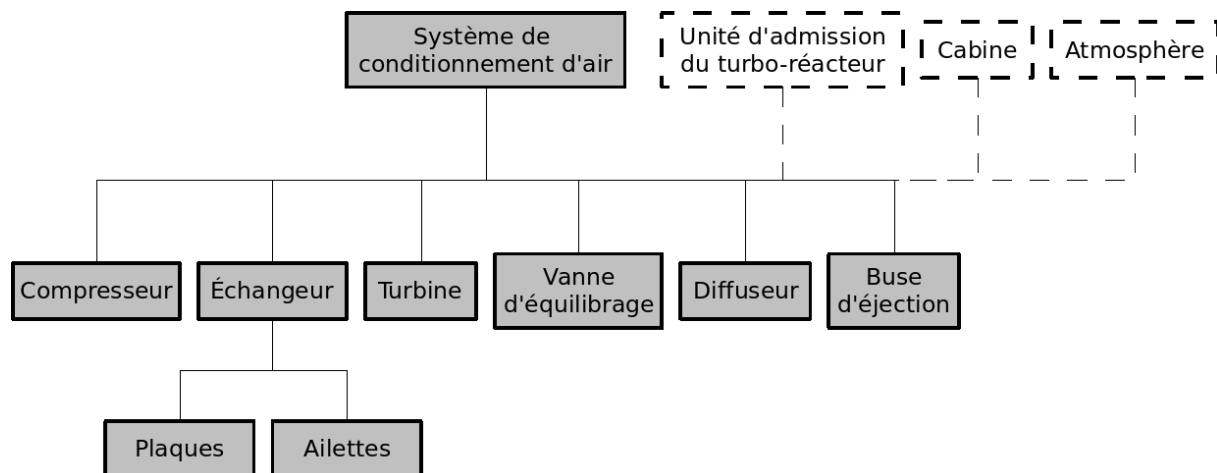 Système de
conditionnement d'air
Unité d'admission
du turbo-réacteur
Cabine
Atmosphère
Compresseur
Échangeur
Turbine
Vanne
d'équilibrage
Diffuseur
Buse
d'éjection
Plaques
Ailettes